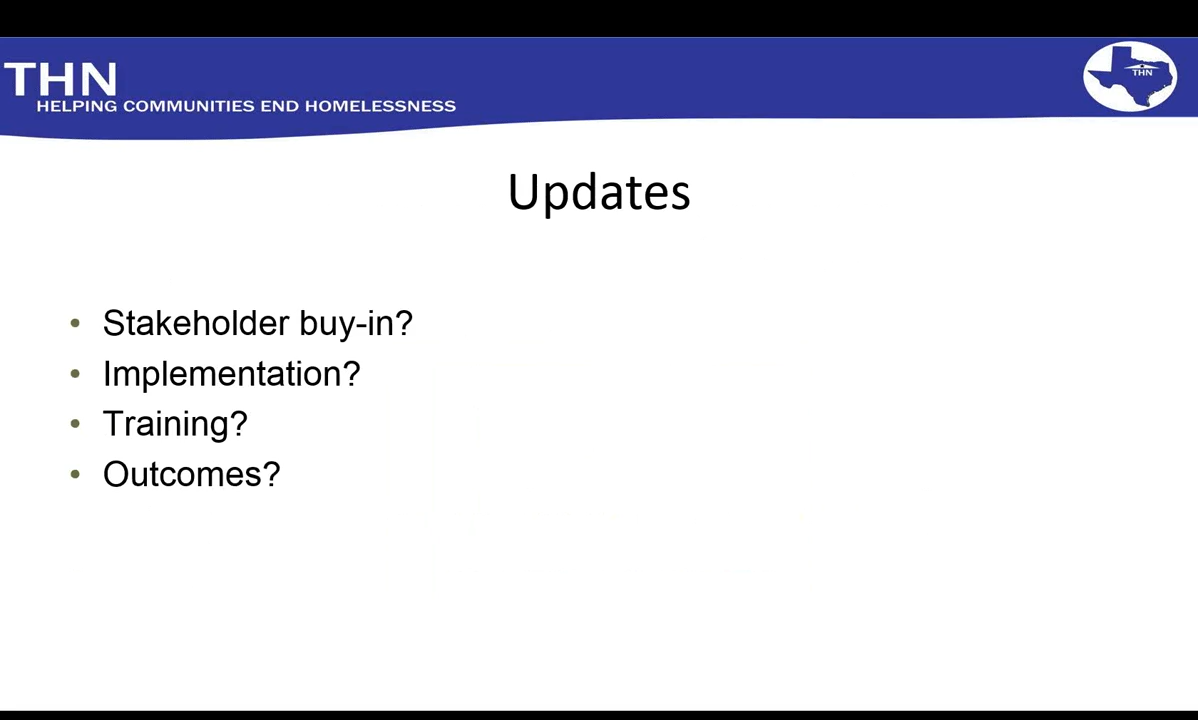 THN
HELPING COMMUNITIES END HOMELESSNESS
THN
Updates
• Stakeholder buy-in?
• Implementation?
• Training?
• Outcomes?